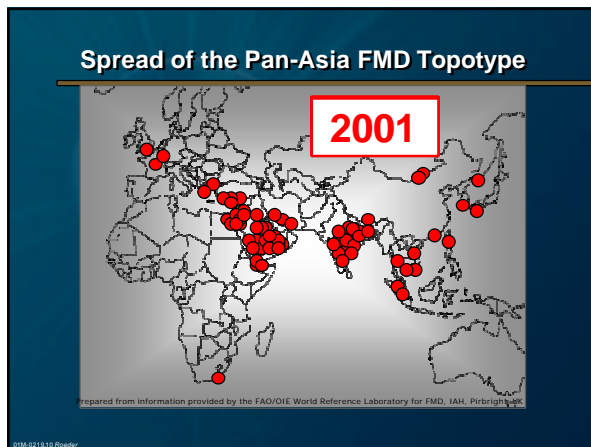 Spread of the Pan-Asia FMD Topotype
2001
Prepared from information provided by the FAO/OIE World Reference Laboratory for FMD, IAH, Pirbright, UK
01M-0219.10 Roeder